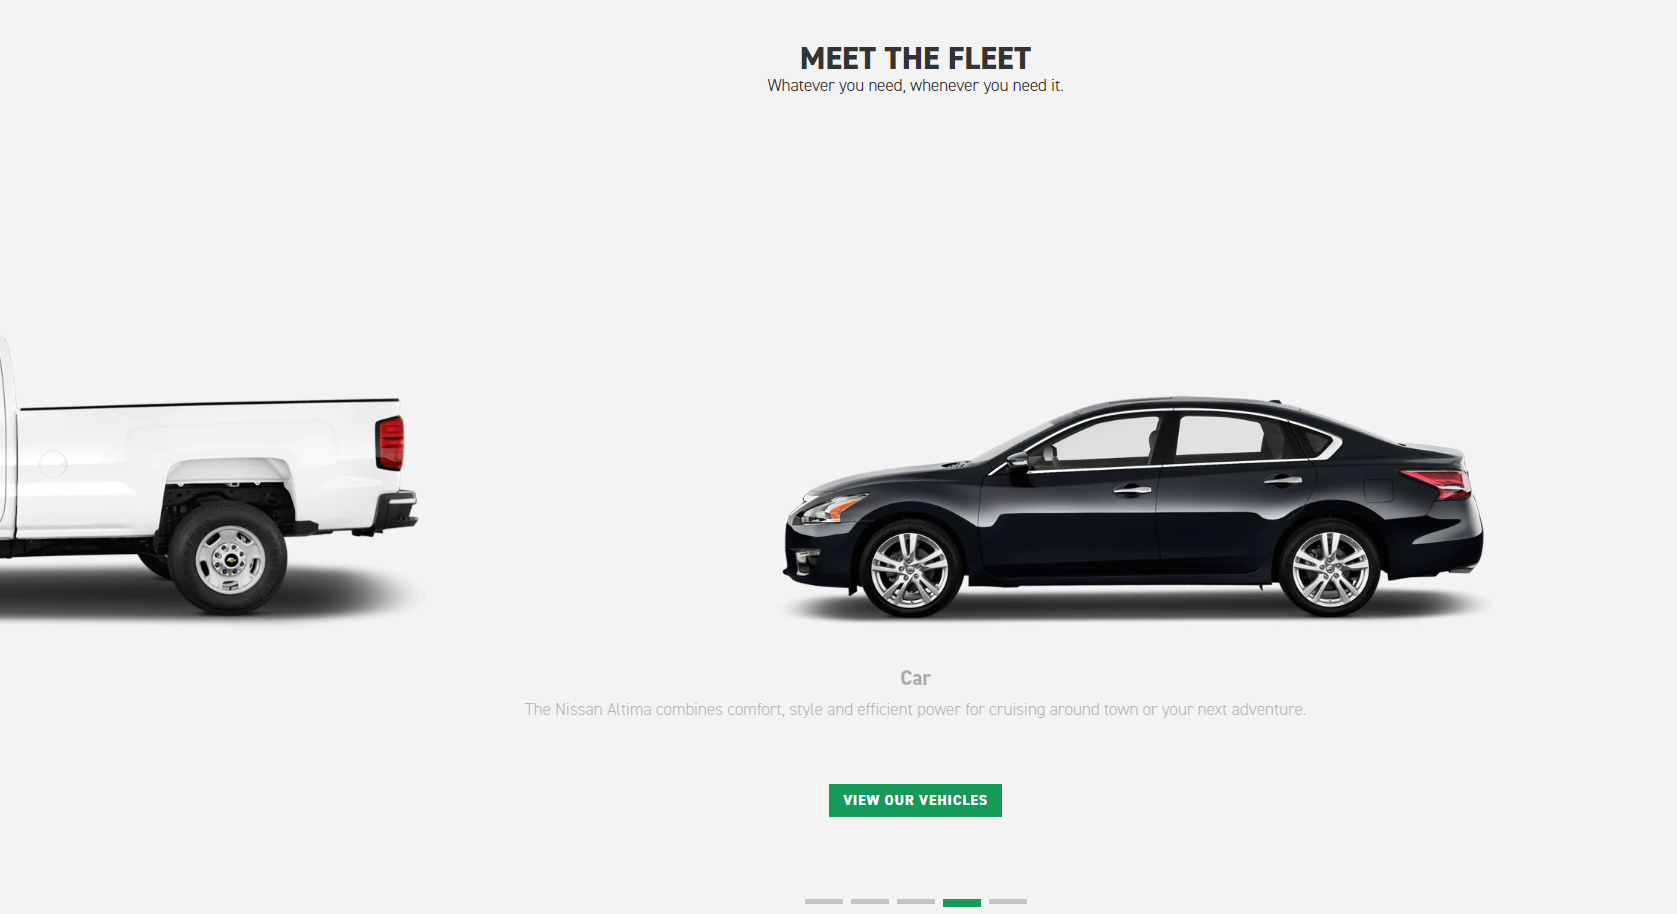 MEET THE FLEET
Whatever you need, whenever you need it.
Car
The Nissan Altima combines comfort, style and efficient power for cruising around town or your next adventure.
VIEW OUR VEHICLES